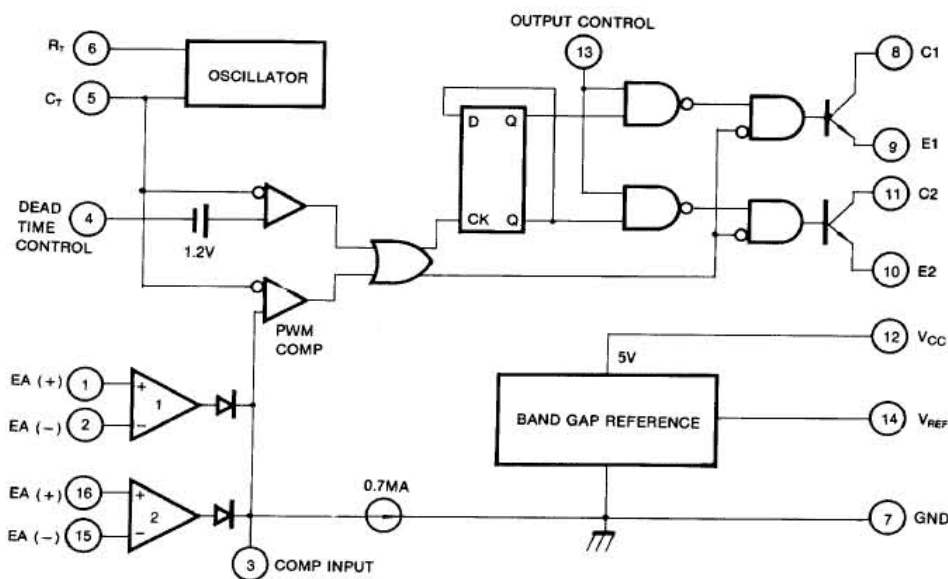 OUTPUT CONTROL
13
RT 6
OSCILLATOR
CT 5
8 C1
D Q
9 E1
DEAD
TIME
CONTROL
4
1.2V
CK Q
11 C2
10 E2
PWM
COMP
12 VCC
5V
EA (+) 1
+
1
EA (−) 2
−
BAND GAP REFERENCE
14 VREF
EA (+) 16
+
2
EA (−) 15
−
0.7MA
7 GND
3 COMP INPUT